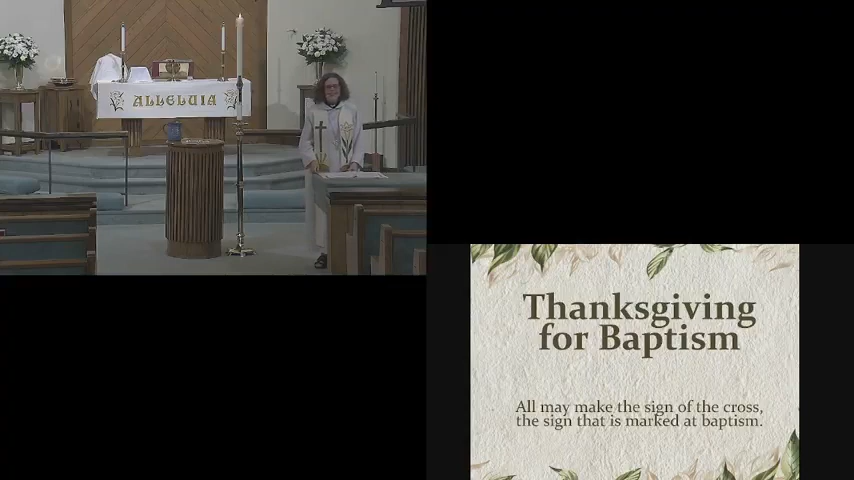 ALLELUIA
Thanksgiving
for Baptism
All may make the sign of the cross,
the sign that is marked at baptism.